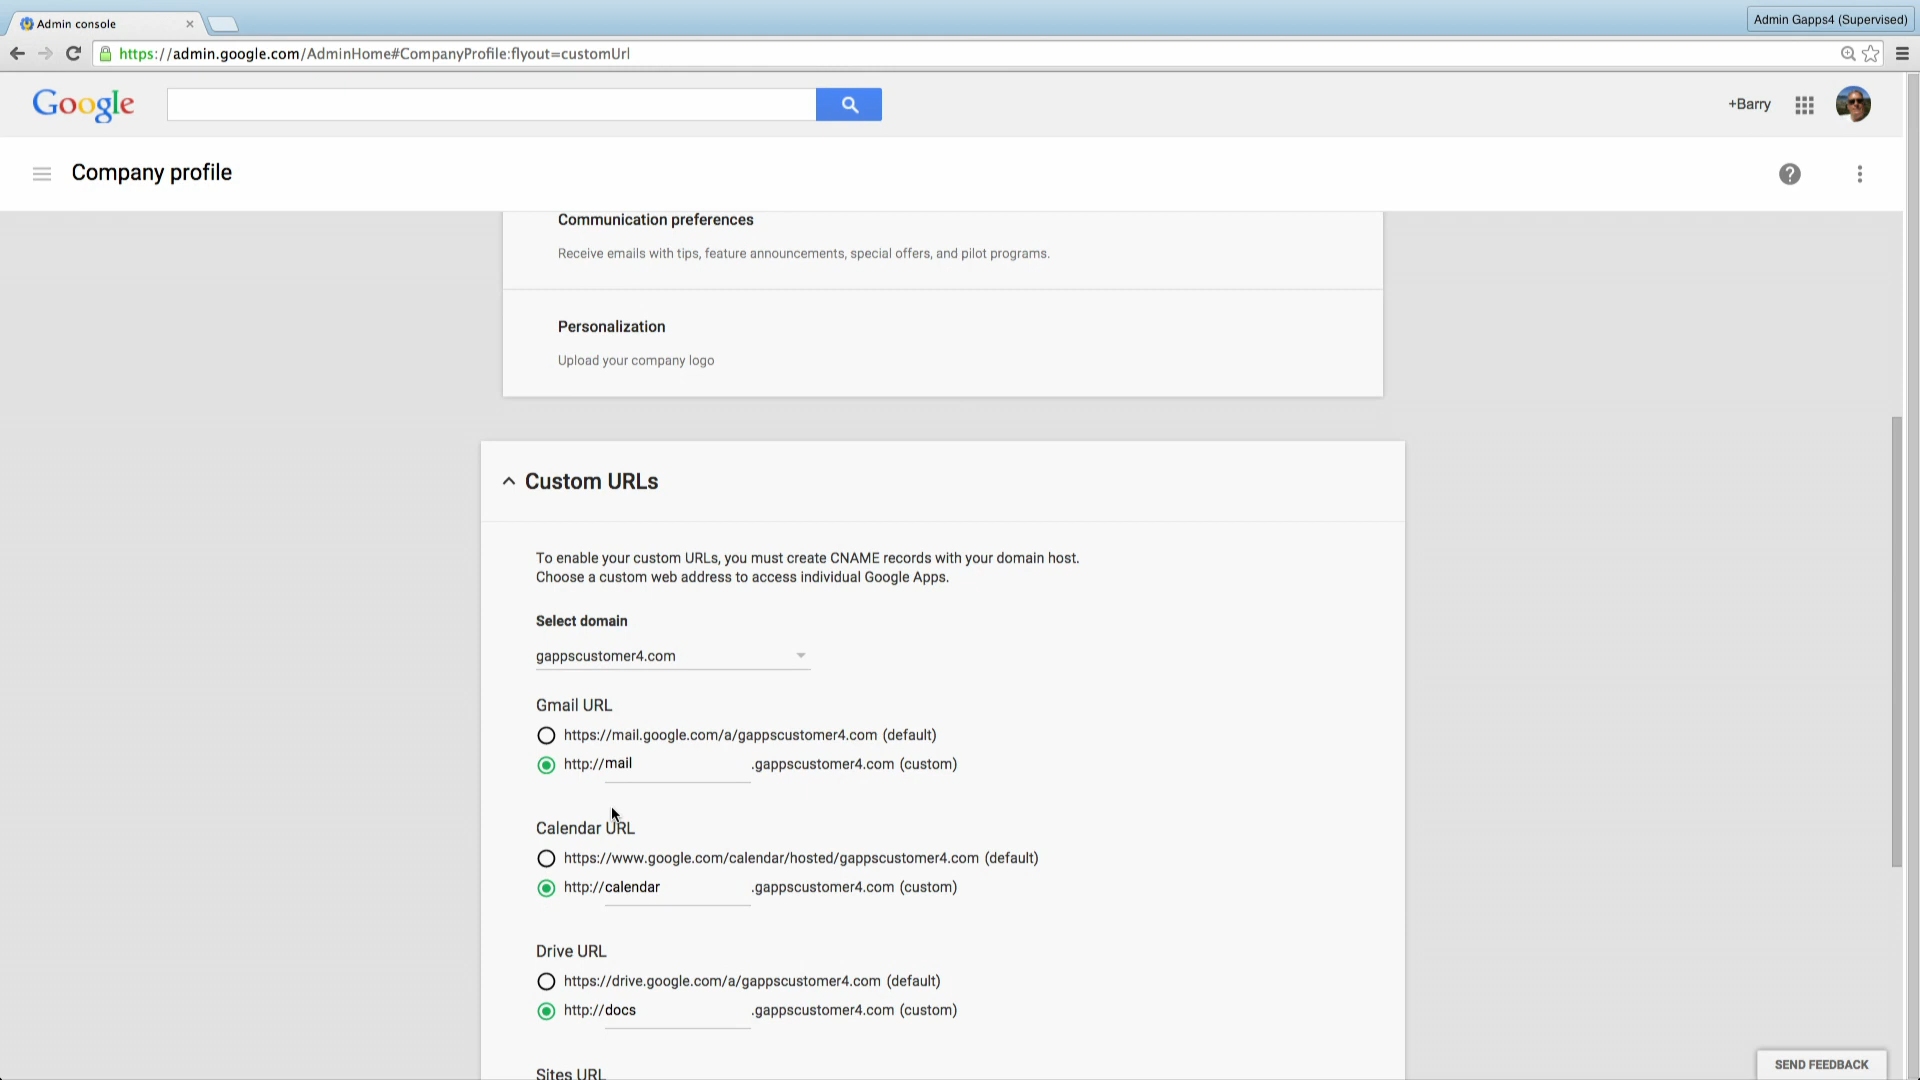 Admin console
Admin Gapps4 (Supervised)
https://admin.google.com/AdminHome#CompanyProfile:flyout=customUrl
Google
+Barry
Company profile
Communication preferences
Receive emails with tips, feature announcements, special offers, and pilot programs.
Personalization
Upload your company logo
Custom URLs
To enable your custom URLs, you must create CNAME records with your domain host.
Choose a custom web address to access individual Google Apps.
Select domain
gappscustomer4.com
Gmail URL
https://mail.google.com/a/gappscustomer4.com (default)
http://mail .gappscustomer4.com (custom)
Calendar URL
https://www.google.com/calendar/hosted/gappscustomer4.com (default)
http://calendar .gappscustomer4.com (custom)
Drive URL
https://drive.google.com/a/gappscustomer4.com (default)
http://docs .gappscustomer4.com (custom)
Sites URL
SEND FEEDBACK